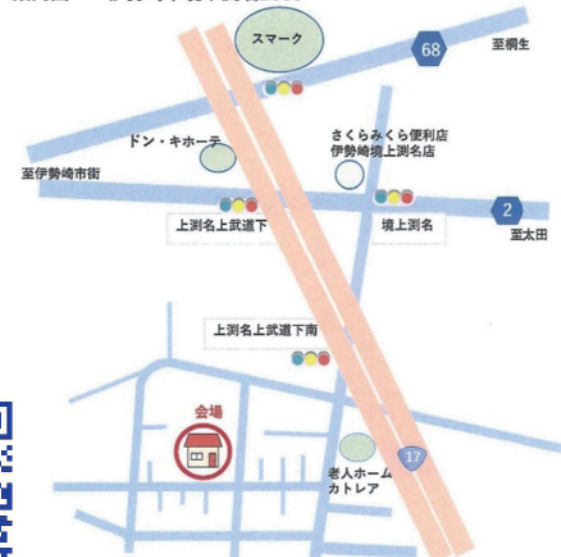 スマーク
68
至桐生
ドン・キホーテ
さくらみくら便利店
伊勢崎境上渕名店
至伊勢崎市街
上渕名上武道下
境上渕名
2
至太田
上渕名上武道下南
会場
17
老人ホーム
カトレア